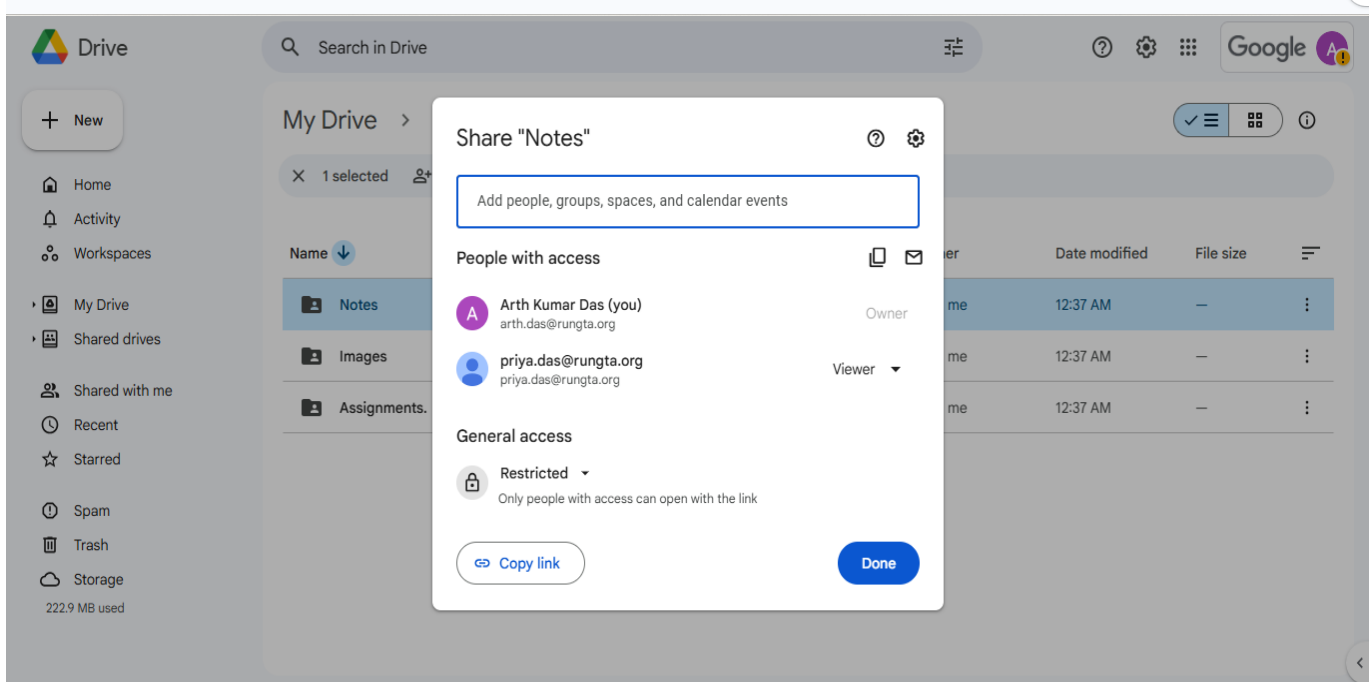 Drive
Search in Drive
Google
A
New
My Drive
1 selected
Home
Activity
Workspaces
My Drive
Shared drives
Shared with me
Recent
Starred
Spam
Trash
Storage
222.9 MB used
Name
er
Date modified
File size
Notes
me
12:37 AM
—
Images
me
12:37 AM
—
Assignments.
me
12:37 AM
—
Share "Notes"
Add people, groups, spaces, and calendar events
People with access
A
Arth Kumar Das (you)
arth.das@rungta.org
Owner
priya.das@rungta.org
priya.das@rungta.org
Viewer
General access
Restricted
Only people with access can open with the link
Copy link
Done